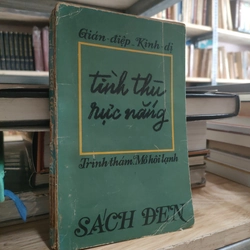 Gián-điệp, Kinh-dị
tình thù
rực nắng
Trinh-thám, Mồ hôi lạnh
SÁCH ĐEN